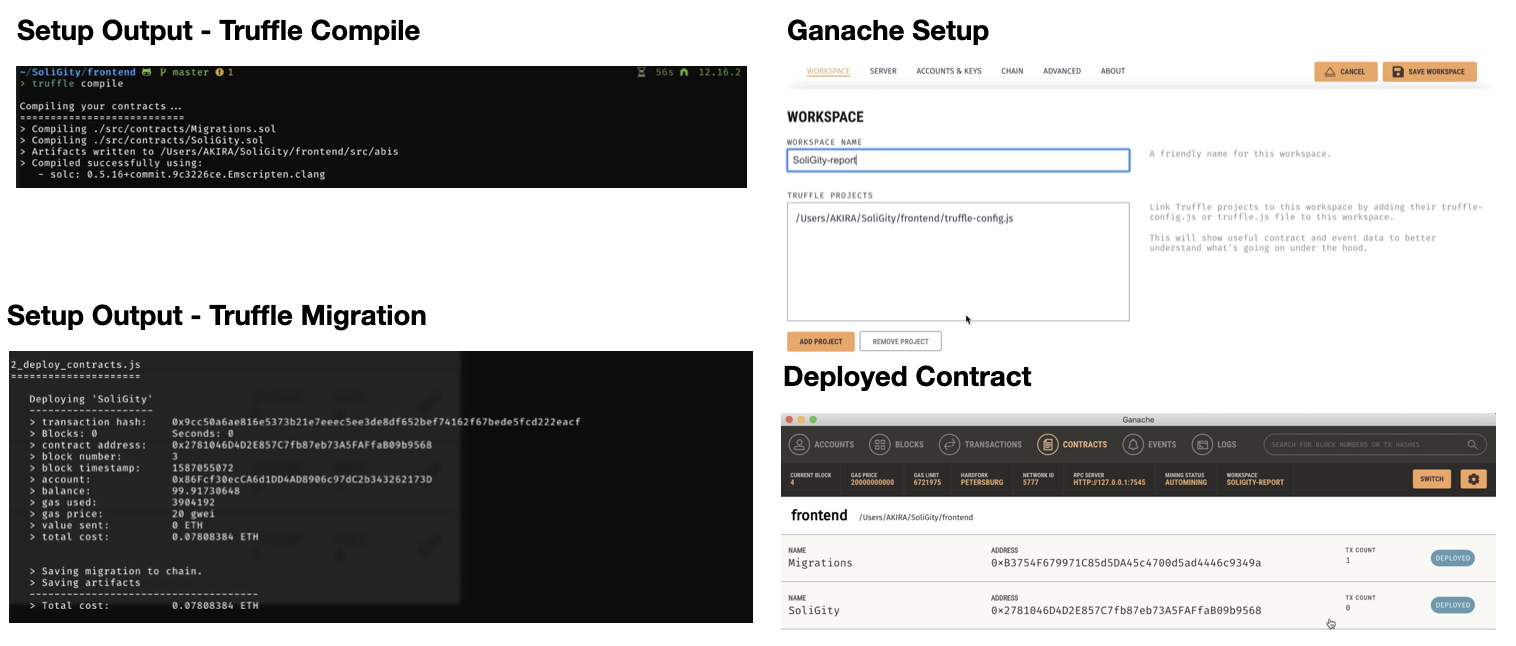 Setup Output - Truffle Compile
~/SoliGity/frontend master 1 56s 12.16.2
> truffle compile
Compiling your contracts...
===========================
> Compiling ./src/contracts/Migrations.sol
> Compiling ./src/contracts/SoliGity.sol
> Artifacts written to /Users/AKIRA/SoliGity/frontend/src/abis
> Compiled successfully using:
- solc: 0.5.16+commit.9c3226ce.Emscripten.clang
Setup Output - Truffle Migration
2_deploy_contracts.js
======================
Deploying 'SoliGity'
--------------------
> transaction hash: 0x9cc50a6ae816e5373b21e7eeec5ee3de8df652bef74162f67bede5fcd222eacf
> Blocks: 0 Seconds: 0
> contract address: 0x2781046D4D2E857C7fb87eb73A5FAFfaB09b9568
> block number: 3
> block timestamp: 1587055072
> account: 0x86Fcf30ecCA6d1DD4AD8906c97dC2b343262173D
> balance: 99.91730648
> gas used: 3904192
> gas price: 20 gwei
> value sent: 0 ETH
> total cost: 0.07808384 ETH
> Saving migration to chain.
> Saving artifacts
-------------------------------------
> Total cost: 0.07808384 ETH
Ganache Setup
WORKSPACE SERVER ACCOUNTS & KEYS CHAIN ADVANCED ABOUT CANCEL SAVE WORKSPACE
WORKSPACE
WORKSPACE NAME
SoliGity-report
A friendly name for this workspace.
TRUFFLE PROJECTS
/Users/AKIRA/SoliGity/frontend/truffle-config.js
Link Truffle projects to this workspace by adding their truffle-
config.js or truffle.js file to this workspace.
This will show useful contract and event data to better
understand what's going on under the hood.
ADD PROJECT REMOVE PROJECT
Deployed Contract
Ganache
ACCOUNTS BLOCKS TRANSACTIONS CONTRACTS EVENTS LOGS SEARCH FOR BLOCK NUMBERS OR TX HASHES
CURRENT BLOCK GAS PRICE GAS LIMIT HARDFORK NETWORK ID RPC SERVER MINING STATUS WORKSPACE
4 20000000000 6721975 PETERSBURG 5777 HTTP://127.0.0.1:7545 AUTOMINING SOLIGITY-REPORT
SWITCH
frontend /Users/AKIRA/SoliGity/frontend
NAME ADDRESS TX COUNT
Migrations 0×B3754F679971C85d5DA45c4700d5ad4446c9349a 1 DEPLOYED
NAME ADDRESS TX COUNT
SoliGity 0×2781046D4D2E857C7fb87eb73A5FAFfaB09b9568 0 DEPLOYED